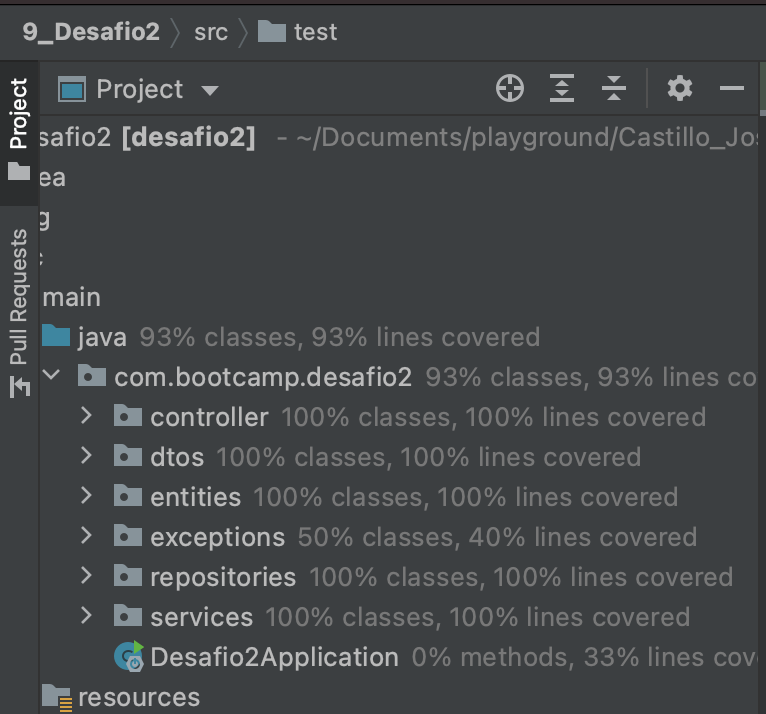 9_Desafio2 src test
Project
Project
safio2 [desafio2] - ~/Documents/playground/Castillo_Jo
ea
g
main
java 93% classes, 93% lines covered
com.bootcamp.desafio2 93% classes, 93% lines co
controller 100% classes, 100% lines covered
dtos 100% classes, 100% lines covered
entities 100% classes, 100% lines covered
exceptions 50% classes, 40% lines covered
repositories 100% classes, 100% lines covered
services 100% classes, 100% lines covered
Desafio2Application 0% methods, 33% lines cov
resources
Pull Requests